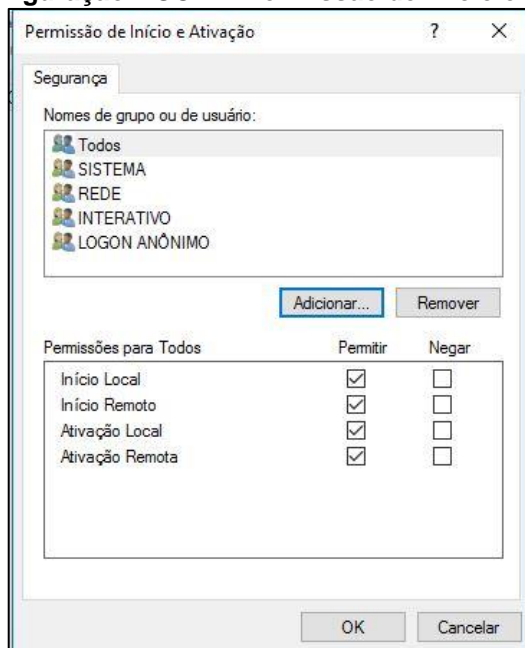 Permissão de Início e Ativação ? ×
Segurança
Nomes de grupo ou de usuário:
Todos
SISTEMA
REDE
INTERATIVO
LOGON ANÔNIMO
Adicionar... Remover
Permissões para Todos Permitir Negar
Início Local
Início Remoto
Ativação Local
Ativação Remota
OK Cancelar